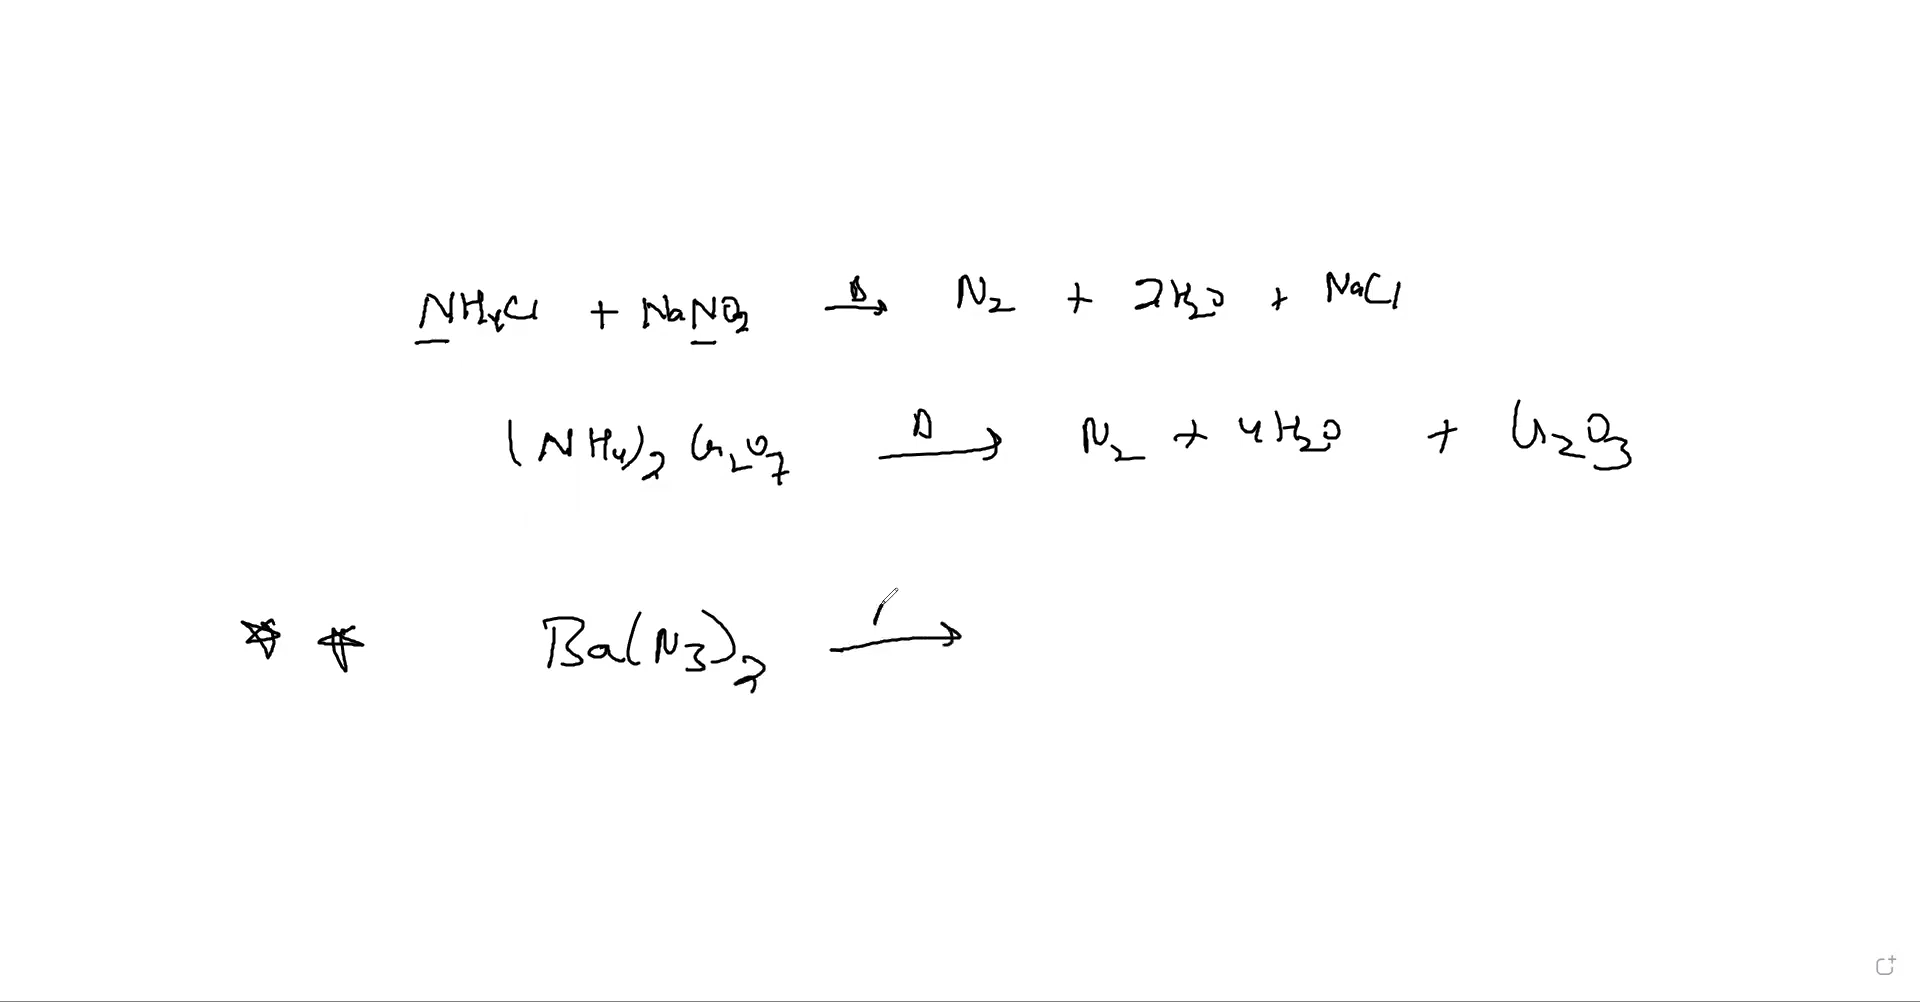 NH₄Cl + NaNO₂ →(Δ) N₂ + 2H₂O + NaCl
(NH₄)₂Cr₂O₇ →(Δ) N₂ + 4H₂O + Cr₂O₃
Ba(N₃)₂ →